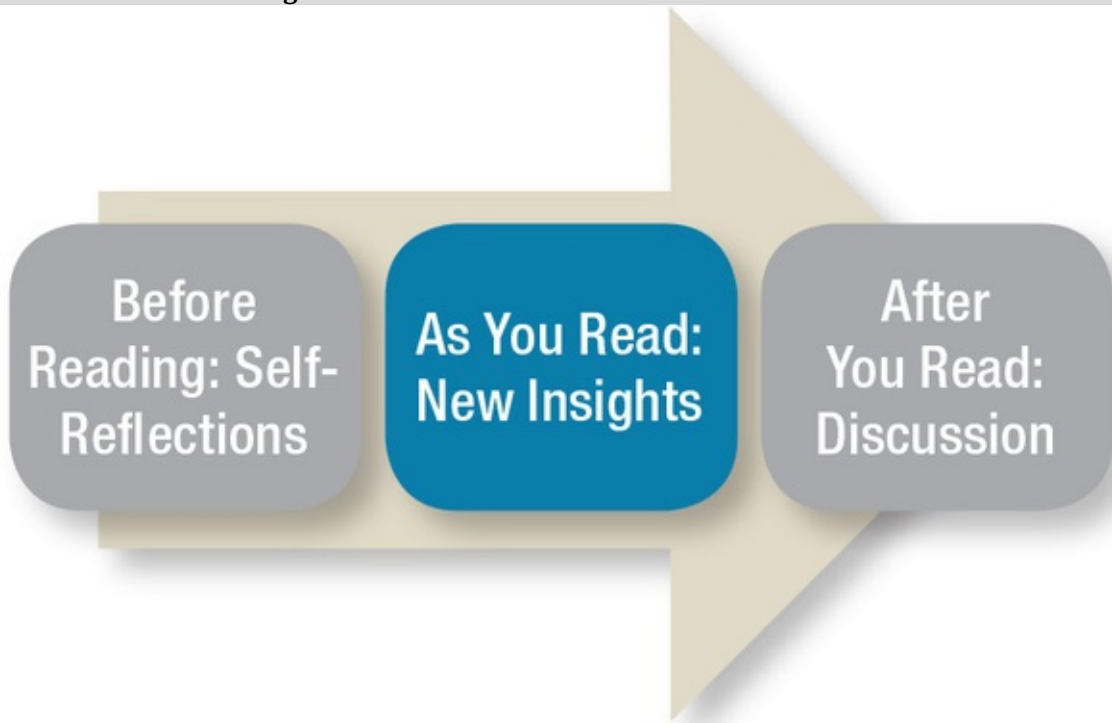 Before
Reading: Self-
Reflections
As You Read:
New Insights
After
You Read:
Discussion